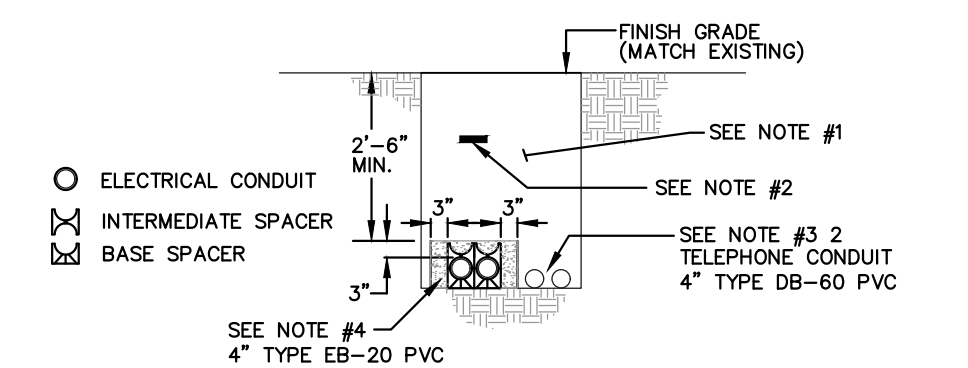 FINISH GRADE
(MATCH EXISTING)
2'-6"
MIN.
SEE NOTE #1
SEE NOTE #2
ELECTRICAL CONDUIT
INTERMEDIATE SPACER
BASE SPACER
3"
3"
3"
SEE NOTE #3 2
TELEPHONE CONDUIT
4" TYPE DB-60 PVC
SEE NOTE #4
4" TYPE EB-20 PVC